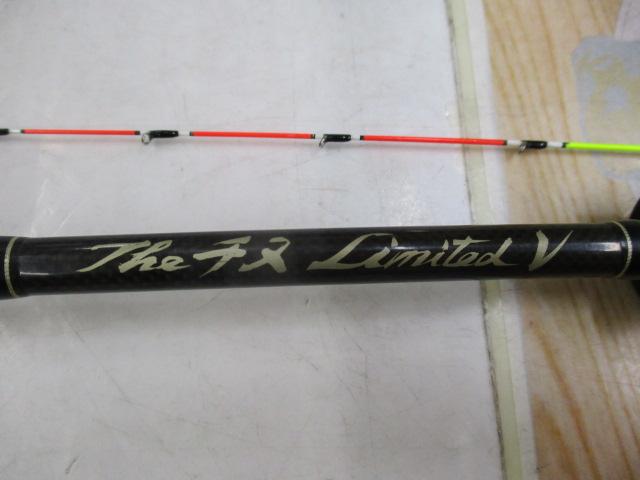 The チヌ Limited V